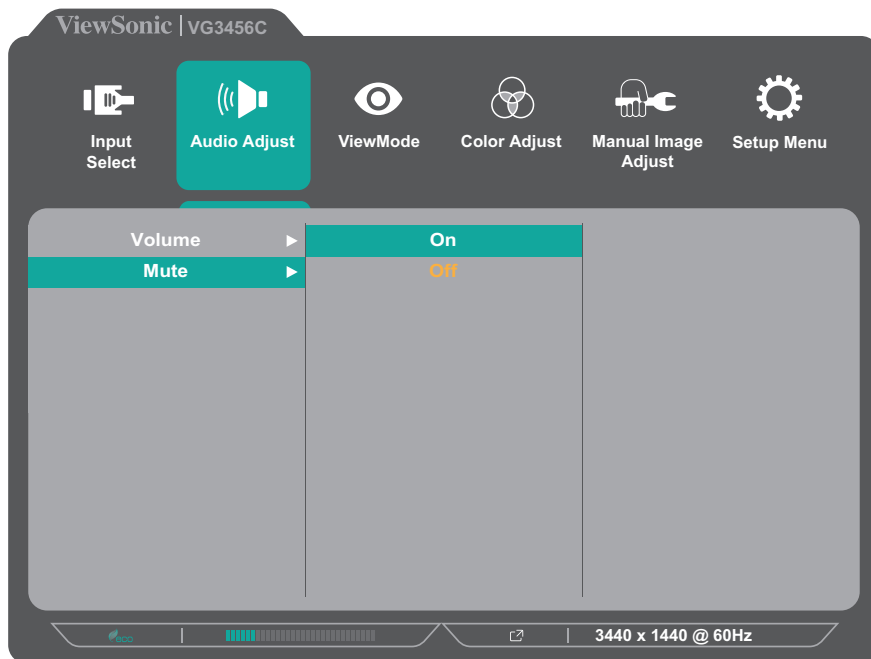 ViewSonic | VG3456C
Input
Select
Audio Adjust
ViewMode
Color Adjust
Manual Image
Adjust
Setup Menu
Volume
On
Mute
Off
eco
3440 x 1440 @ 60Hz